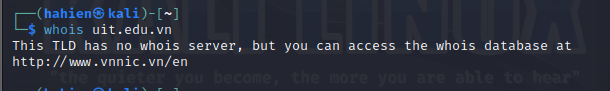 ┌──(hahien㉿kali)-[~]
└─$ whois uit.edu.vn
This TLD has no whois server, but you can access the whois database at
http://www.vnnic.vn/en
"the quieter you become, the more you are able to hear"